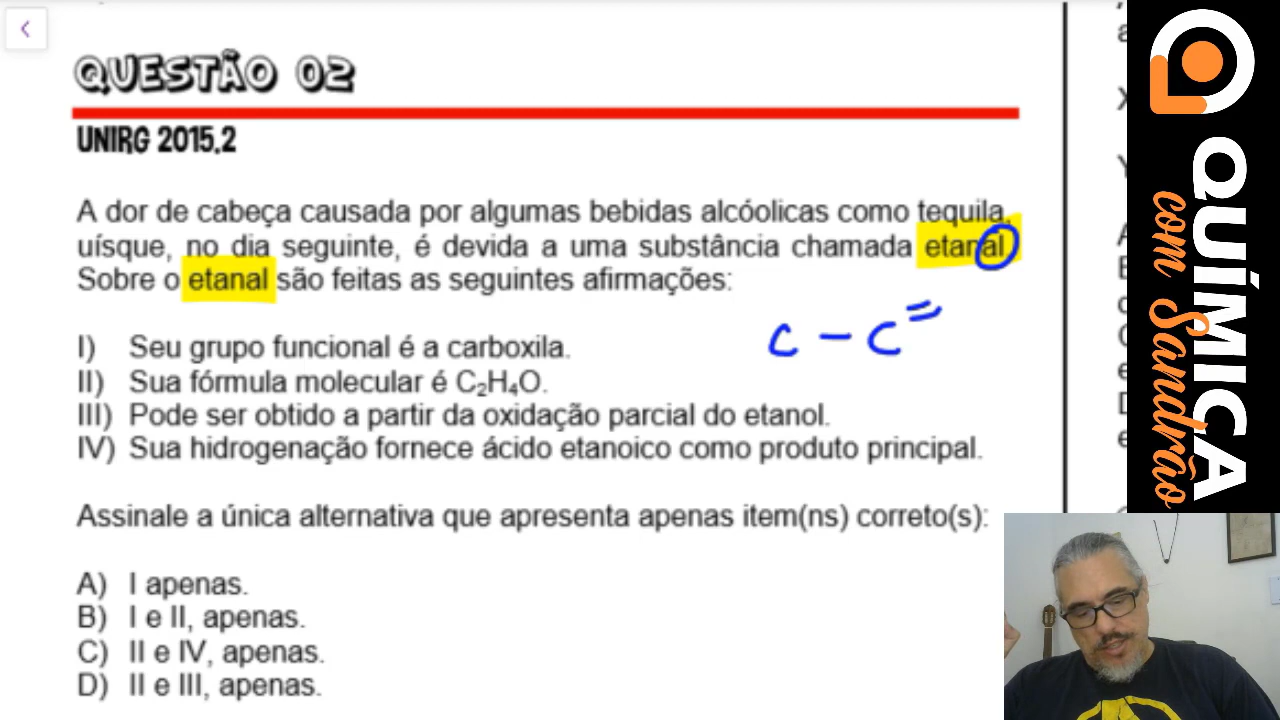 QUESTÃO 02
UNIRG 2015.2
A dor de cabeça causada por algumas bebidas alcóolicas como tequila,
uísque, no dia seguinte, é devida a uma substância chamada etanal
Sobre o etanal são feitas as seguintes afirmações:
C - C =
I) Seu grupo funcional é a carboxila.
II) Sua fórmula molecular é C₂H₄O.
III) Pode ser obtido a partir da oxidação parcial do etanol.
IV) Sua hidrogenação fornece ácido etanoico como produto principal.
Assinale a única alternativa que apresenta apenas item(ns) correto(s):
A) I apenas.
B) I e II, apenas.
C) II e IV, apenas.
D) II e III, apenas.
QUÍMICA
com Sandrão